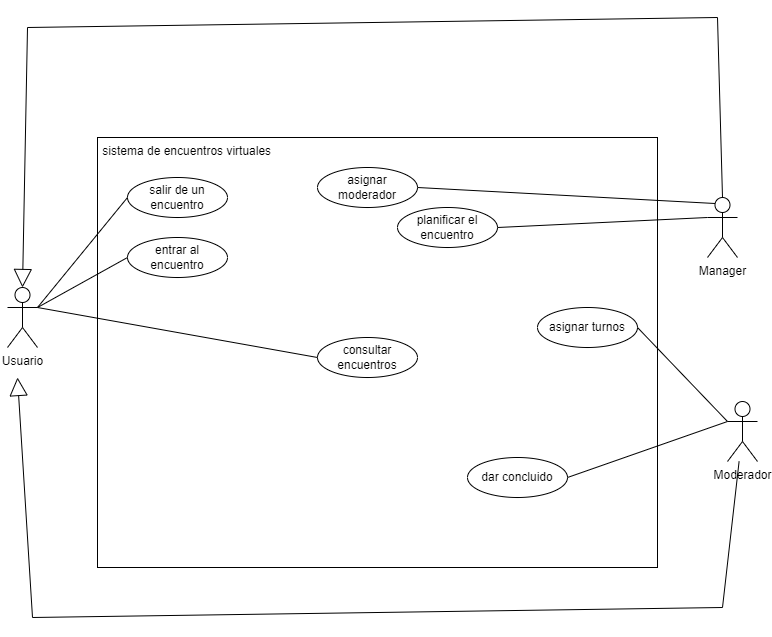 sistema de encuentros virtuales
salir de un
encuentro
asignar
moderador
planificar el
encuentro
entrar al
encuentro
Manager
asignar turnos
Usuario
consultar
encuentros
dar concluido
Moderador